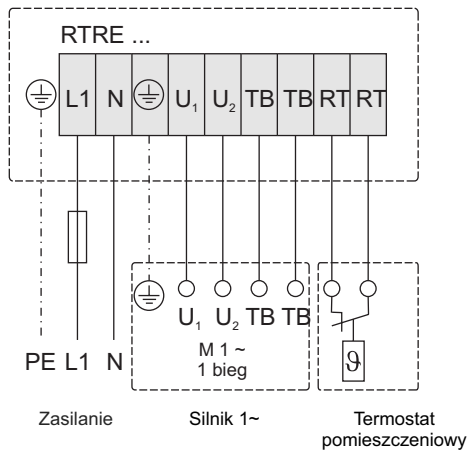 RTRE ...
L1 N U₁ U₂ TB TB RT RT
U₁ U₂ TB TB
M 1 ~
1 bieg
ϑ
PE L1 N
Zasilanie
Silnik 1~
Termostat
pomieszczeniowy